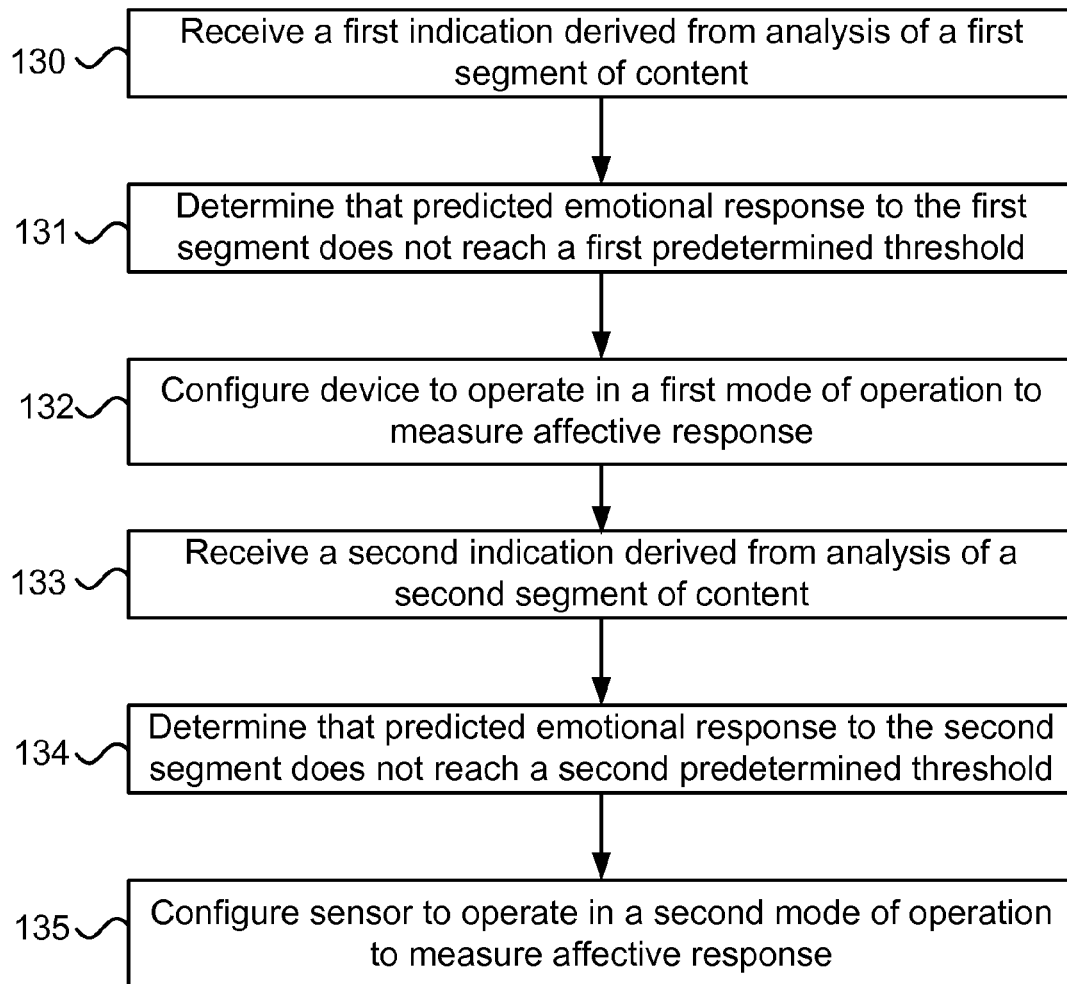 130
Receive a first indication derived from analysis of a first
segment of content
131
Determine that predicted emotional response to the first
segment does not reach a first predetermined threshold
132
Configure device to operate in a first mode of operation to
measure affective response
133
Receive a second indication derived from analysis of a
second segment of content
134
Determine that predicted emotional response to the second
segment does not reach a second predetermined threshold
135
Configure sensor to operate in a second mode of operation
to measure affective response